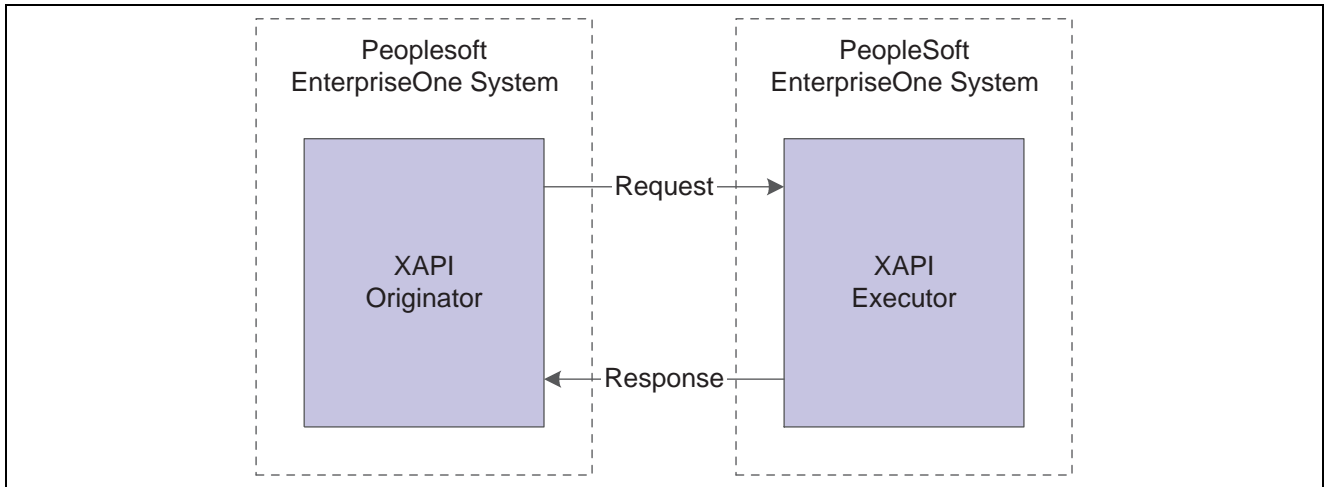 Peoplesoft
EnterpriseOne System
PeopleSoft
EnterpriseOne System
Request
XAPI
Originator
XAPI
Executor
Response